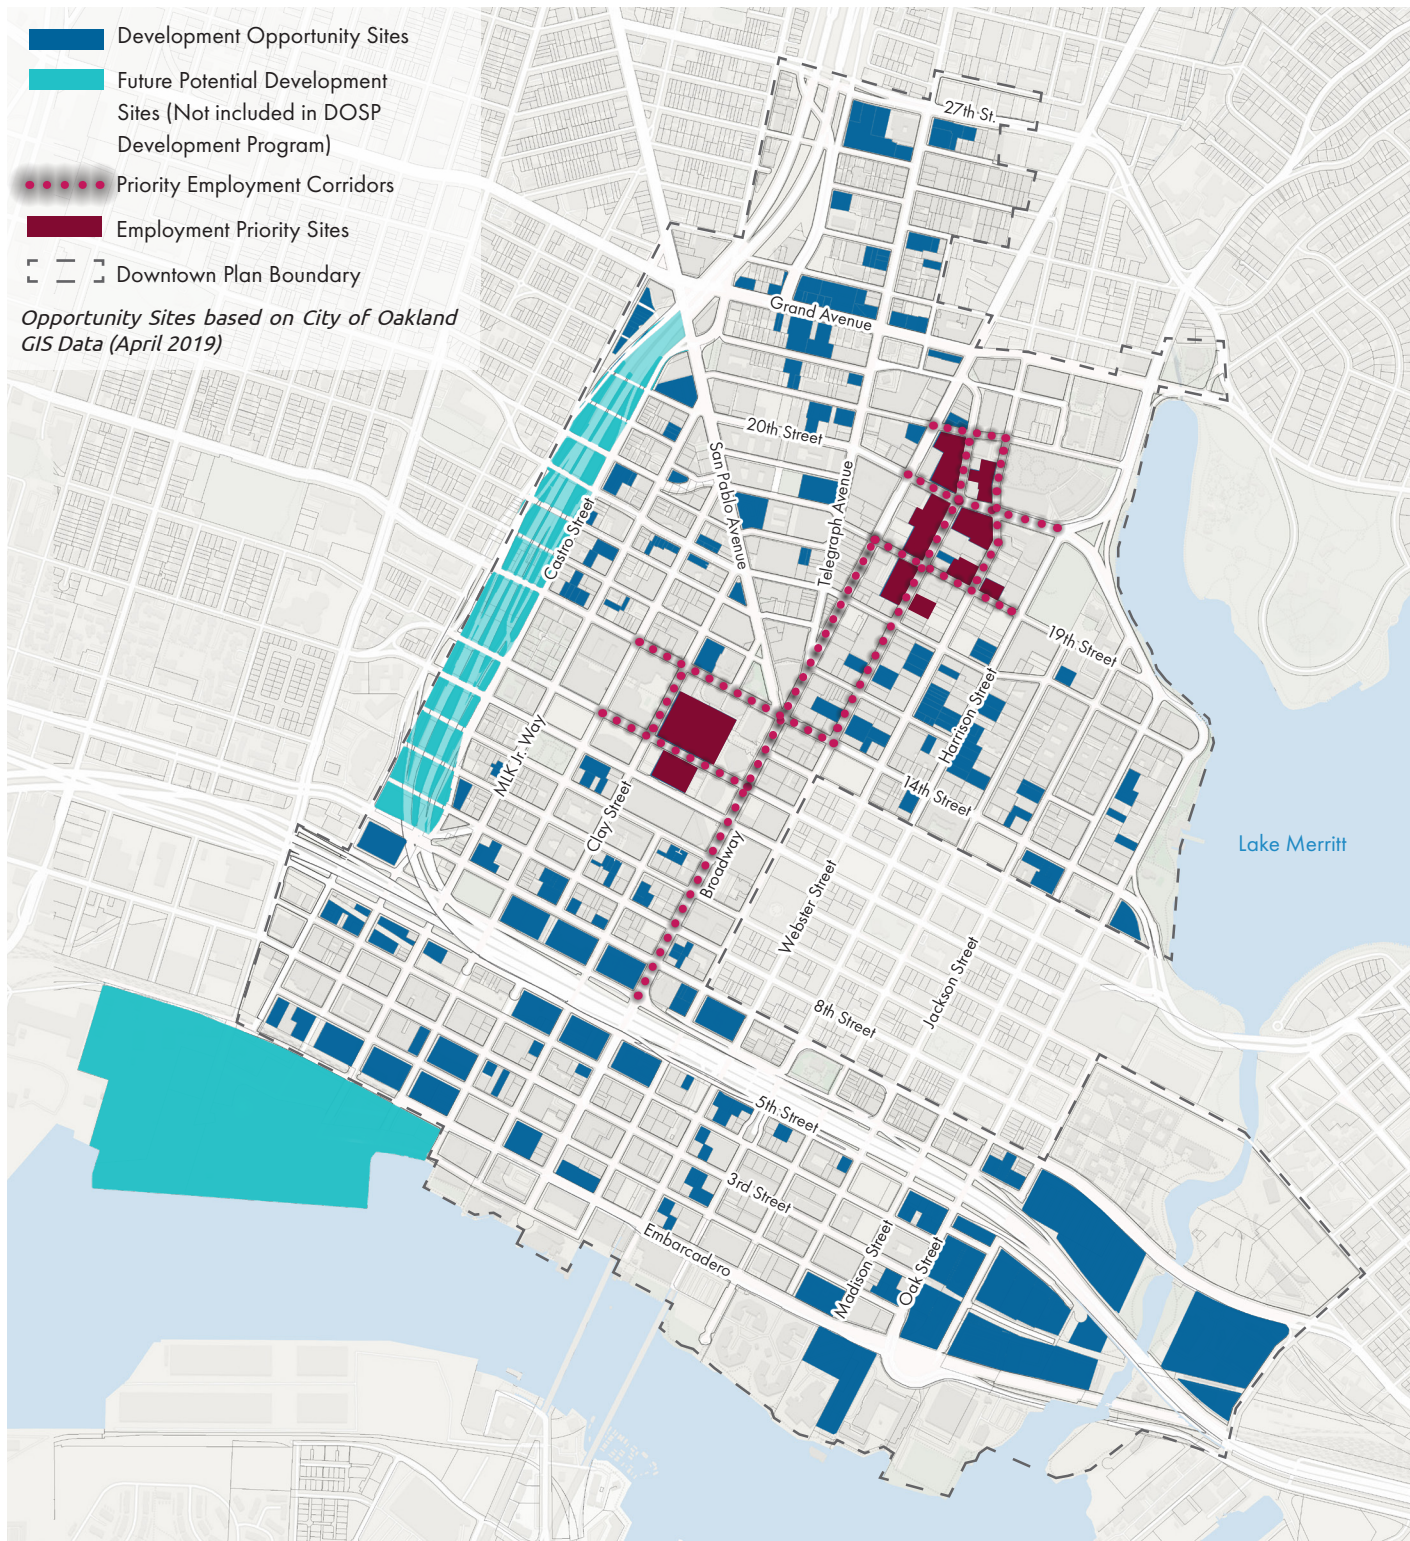 Development Opportunity Sites
Future Potential Development
Sites (Not included in DOSP
Development Program)
Priority Employment Corridors
Employment Priority Sites
Downtown Plan Boundary
Opportunity Sites based on City of Oakland
GIS Data (April 2019)
27th St.
Grand Avenue
20th Street
San Pablo Avenue
Telegraph Avenue
Castro Street
19th Street
Harrison Street
MLK Jr. Way
14th Street
Clay Street
Broadway
Lake Merritt
Webster Street
Jackson Street
8th Street
5th Street
3rd Street
Embarcadero
Madison Street
Oak Street